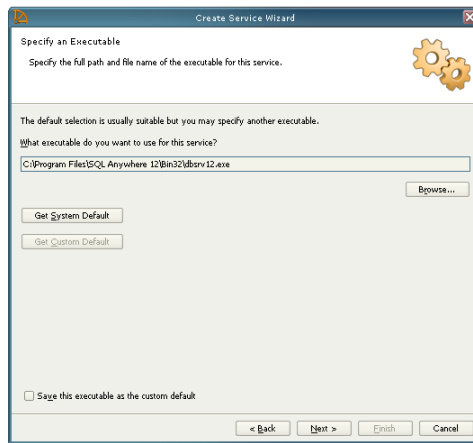 Create Service Wizard
Specify an Executable
Specify the full path and file name of the executable for this service.
The default selection is usually suitable but you may specify another executable.
What executable do you want to use for this service?
C:\Program Files\SQL Anywhere 12\Bin32\dbsrv12.exe
Browse...
Get System Default
Get Custom Default
Save this executable as the custom default
< Back Next > Finish Cancel